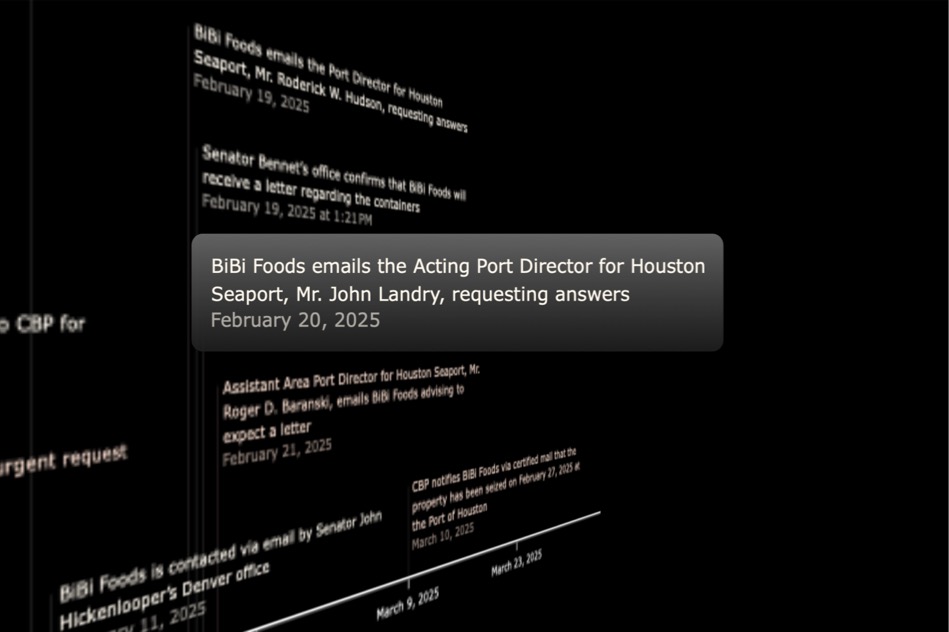 BiBi Foods emails the Port Director for Houston
Seaport, Mr. Roderick W. Hudson, requesting answers
February 19, 2025
Senator Bennet's office confirms that BiBi Foods will
receive a letter regarding the containers
February 19, 2025 at 1:21PM
BiBi Foods emails the Acting Port Director for Houston
Seaport, Mr. John Landry, requesting answers
February 20, 2025
o CBP for
Assistant Area Port Director for Houston Seaport, Mr.
Roger D. Baranski, emails BiBi Foods advising to
expect a letter
February 21, 2025
urgent request
CBP notifies BiBi Foods via certified mail that the
property has been seized on February 27, 2025 at
the Port of Houston
March 10, 2025
BiBi Foods is contacted via email by Senator John
Hickenlooper's Denver office
ry 11, 2025
March 9, 2025
March 23, 2025